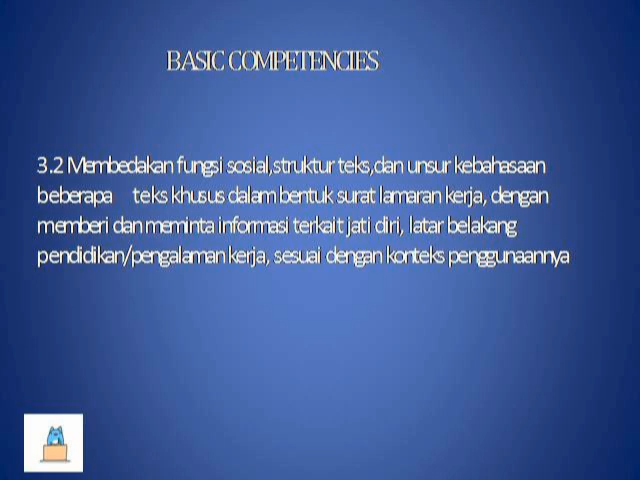 BASIC COMPETENCIES
3.2 Membedakan fungsi sosial,struktur teks,dan unsur kebahasaan
beberapa teks khusus dalam bentuk surat lamaran kerja, dengan
memberi dan meminta informasi terkait jati diri, latar belakang
pendidikan/pengalaman kerja, sesuai dengan konteks penggunaannya